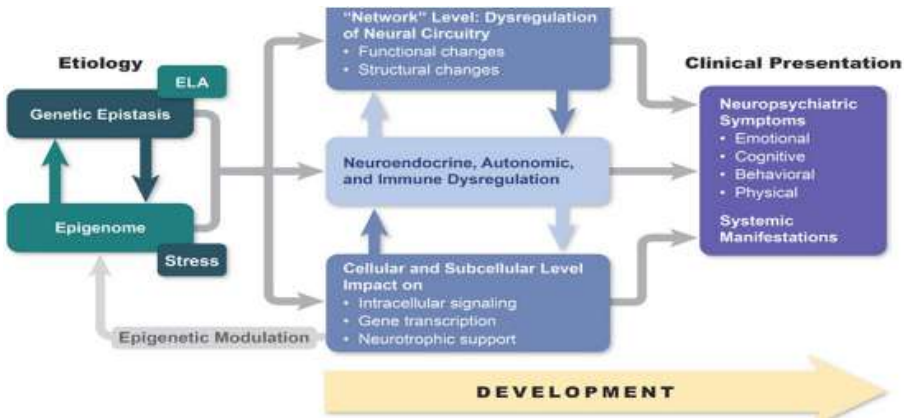 "Network" Level: Dysregulation
of Neural Circuitry
• Functional changes
• Structural changes
Etiology
ELA
Genetic Epistasis
Epigenome
Stress
Neuroendocrine, Autonomic,
and Immune Dysregulation
Cellular and Subcellular Level
Impact on
• Intracellular signaling
• Gene transcription
• Neurotrophic support
Epigenetic Modulation
Clinical Presentation
Neuropsychiatric
Symptoms
• Emotional
• Cognitive
• Behavioral
• Physical
Systemic
Manifestations
DEVELOPMENT